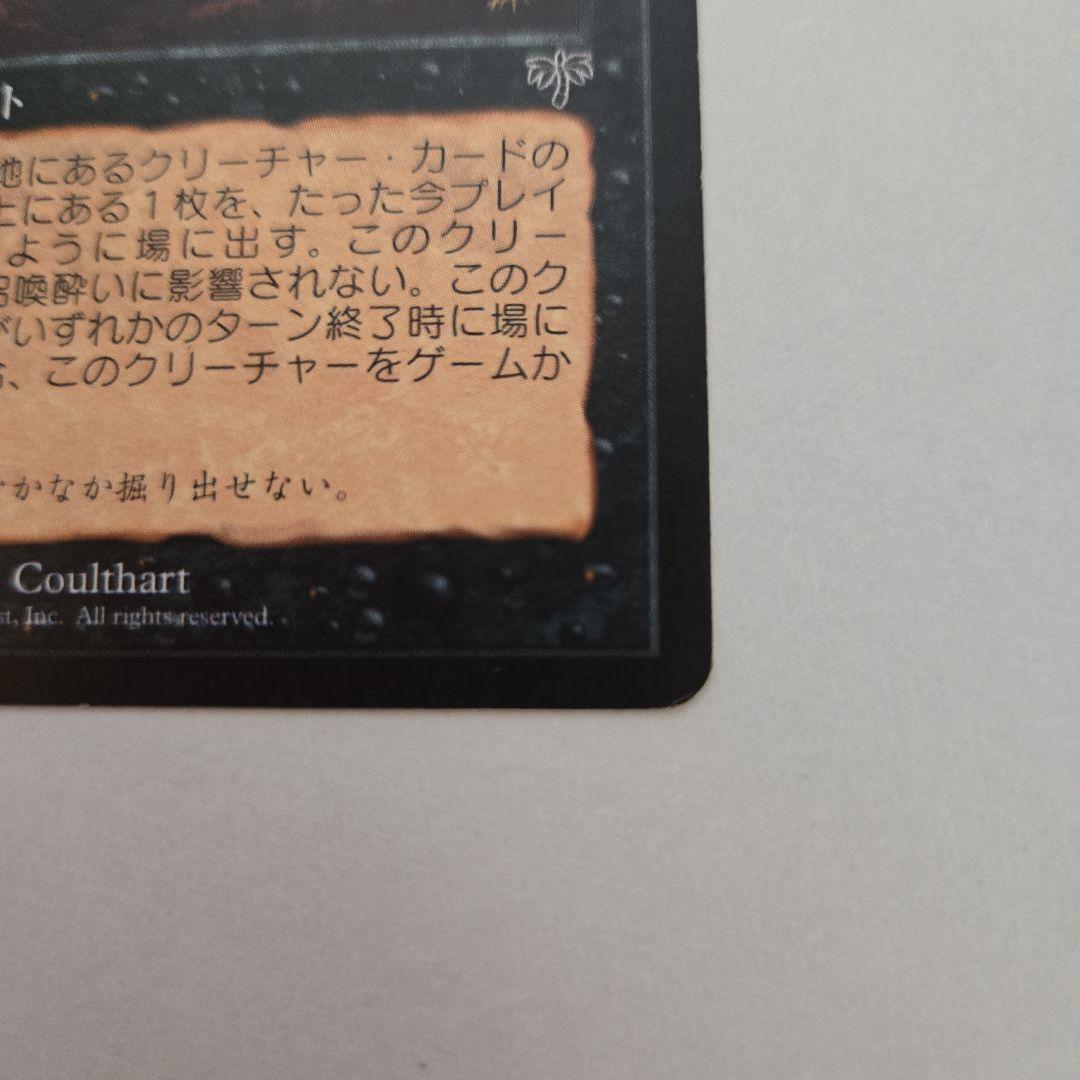 ト
地にあるクリーチャー・カードの
上にある１枚を、たった今プレイ
ように場に出す。このクリー
召喚酔いに影響されない。このク
がいずれかのターン終了時に場に
、このクリーチャーをゲームか
かなか掘り出せない。
Coulthart
st, Inc. All rights reserved.